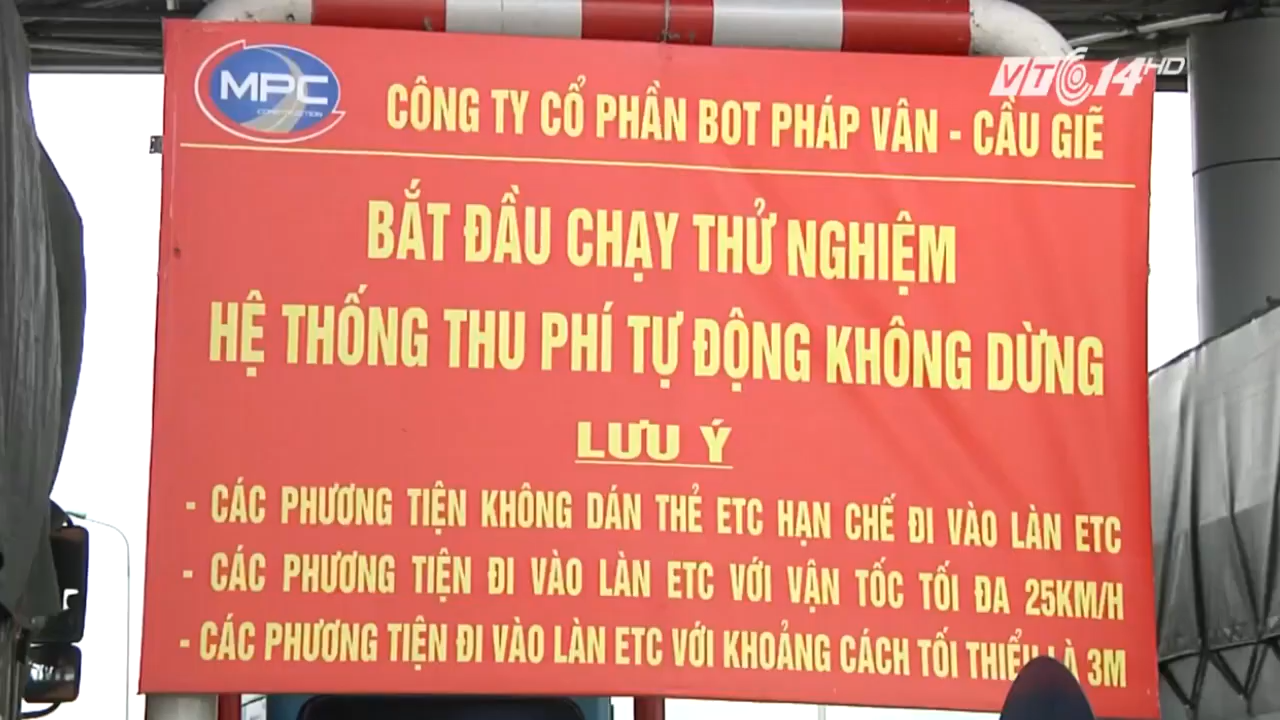 VTC14 HD
MPC
CONSTRUCTION
CÔNG TY CỔ PHẦN BOT PHÁP VÂN - CẦU GIẼ
BẮT ĐẦU CHẠY THỬ NGHIỆM
HỆ THỐNG THU PHÍ TỰ ĐỘNG KHÔNG DỪNG
LƯU Ý
- CÁC PHƯƠNG TIỆN KHÔNG DÁN THẺ ETC HẠN CHẾ ĐI VÀO LÀN ETC
- CÁC PHƯƠNG TIỆN ĐI VÀO LÀN ETC VỚI VẬN TỐC TỐI ĐA 25KM/H
- CÁC PHƯƠNG TIỆN ĐI VÀO LÀN ETC VỚI KHOẢNG CÁCH TỐI THIỂU LÀ 3M